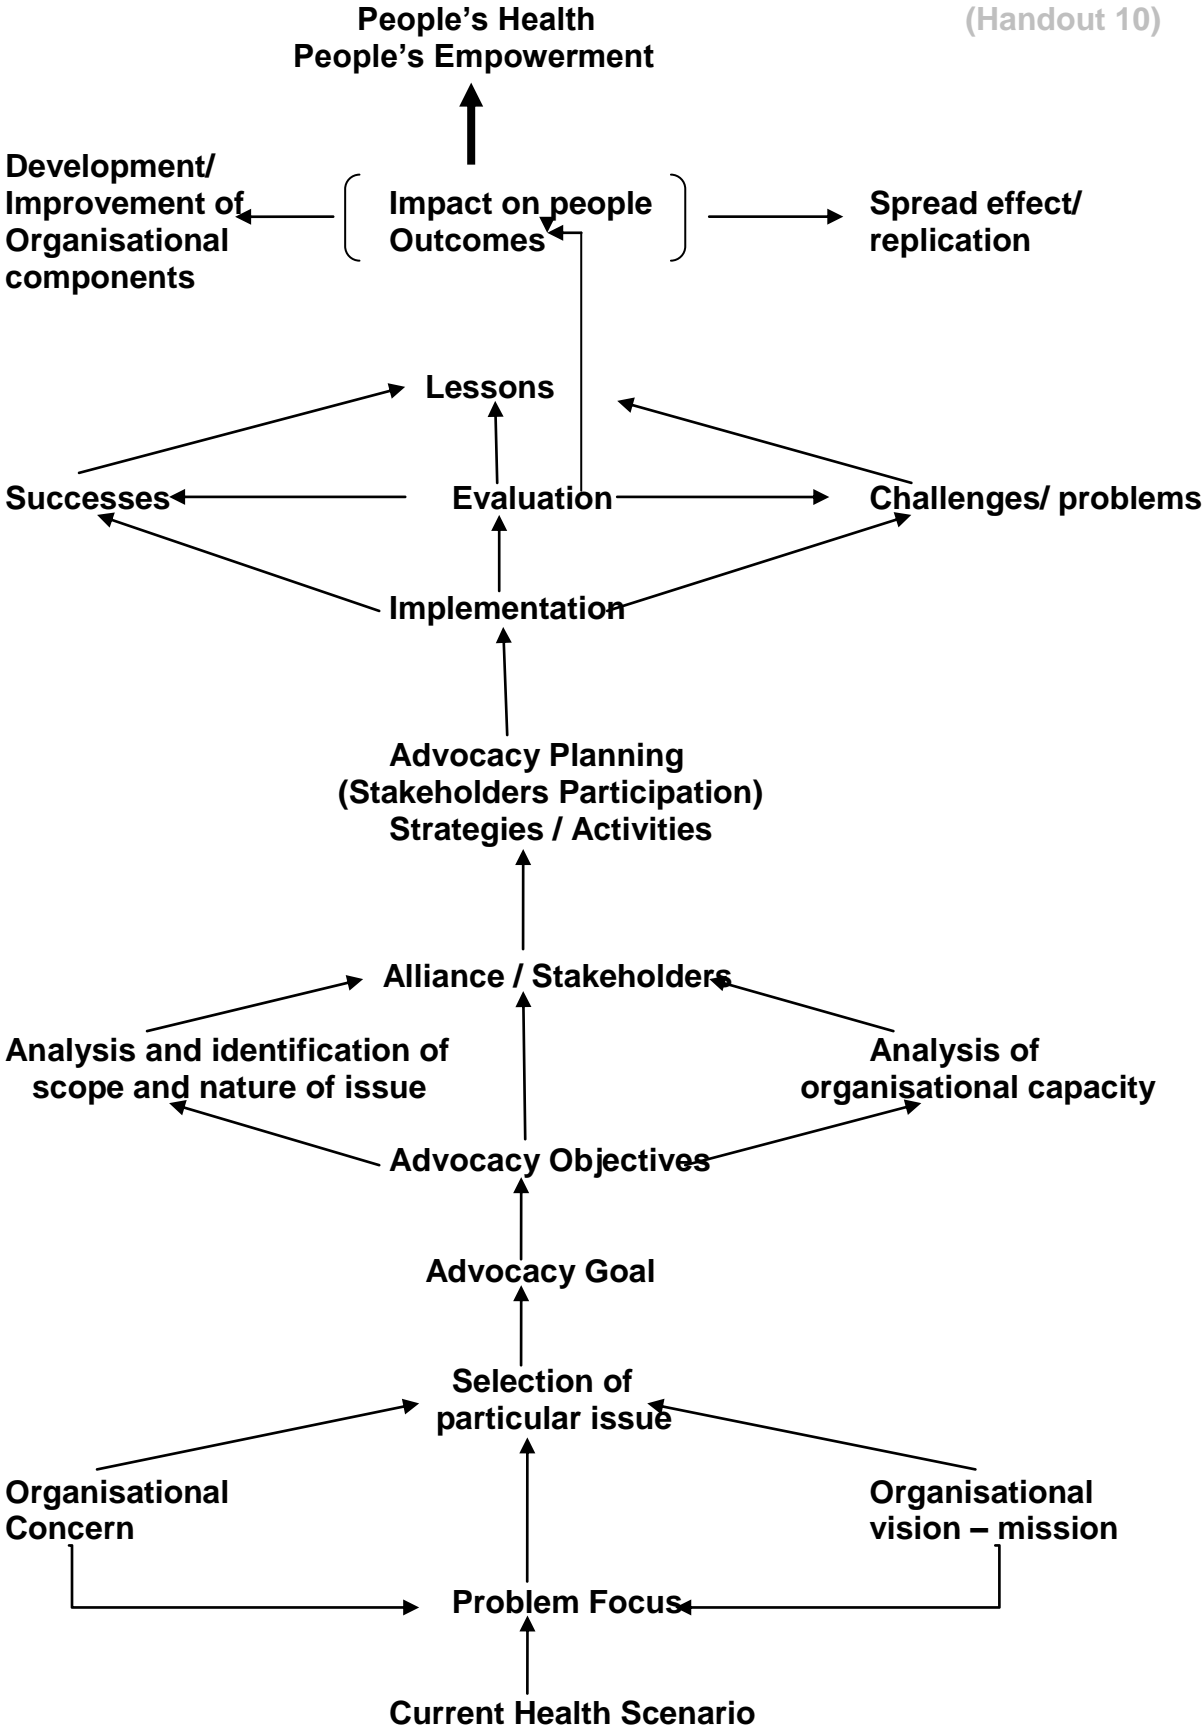 People’s Health
(Handout 10)
People’s Empowerment
Development/
Improvement of
Organisational
components
Impact on people
Outcomes
Spread effect/
replication
Lessons
Successes
Evaluation
Challenges/ problems
Implementation
Advocacy Planning
(Stakeholders Participation)
Strategies / Activities
Alliance / Stakeholders
Analysis and identification of
scope and nature of issue
Analysis of
organisational capacity
Advocacy Objectives
Advocacy Goal
Selection of
particular issue
Organisational
Concern
Organisational
vision – mission
Problem Focus
Current Health Scenario